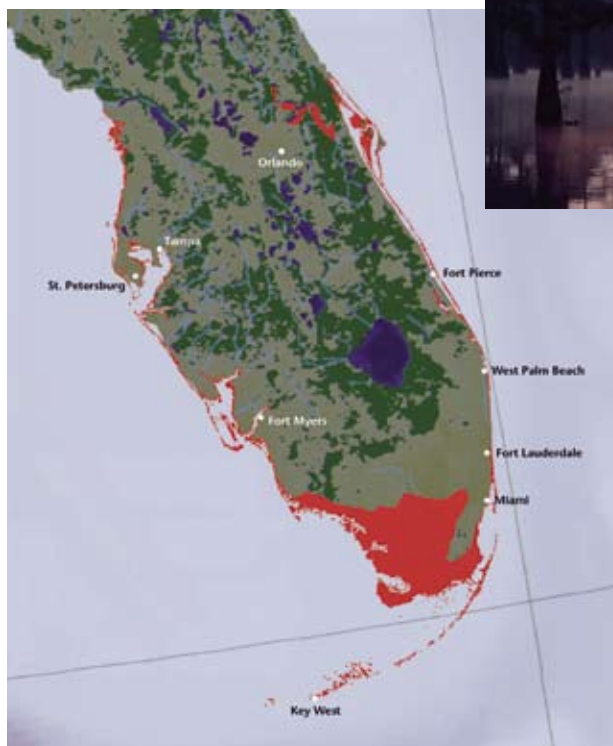 Orlando
Tampa
St. Petersburg
Fort Pierce
West Palm Beach
Fort Myers
Fort Lauderdale
Miami
Key West